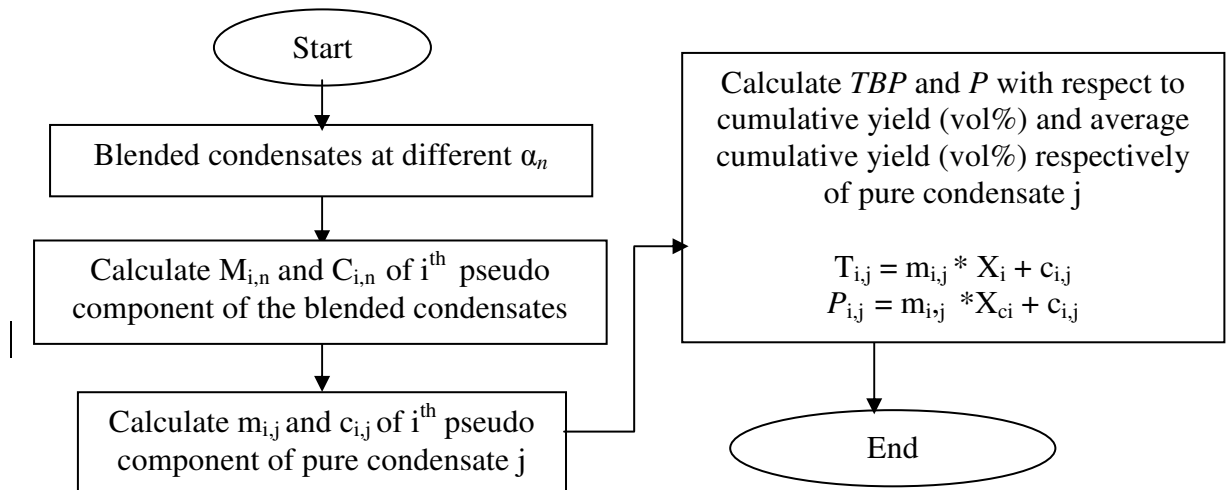 Start
Blended condensates at different αn
Calculate Mi,n and Ci,n of ith pseudo
component of the blended condensates
Calculate mi,j and ci,j of ith pseudo
component of pure condensate j
Calculate TBP and P with respect to
cumulative yield (vol%) and average
cumulative yield (vol%) respectively
of pure condensate j
Ti,j = mi,j * Xi + ci,j
Pi,j = mi,j *Xci + ci,j
End